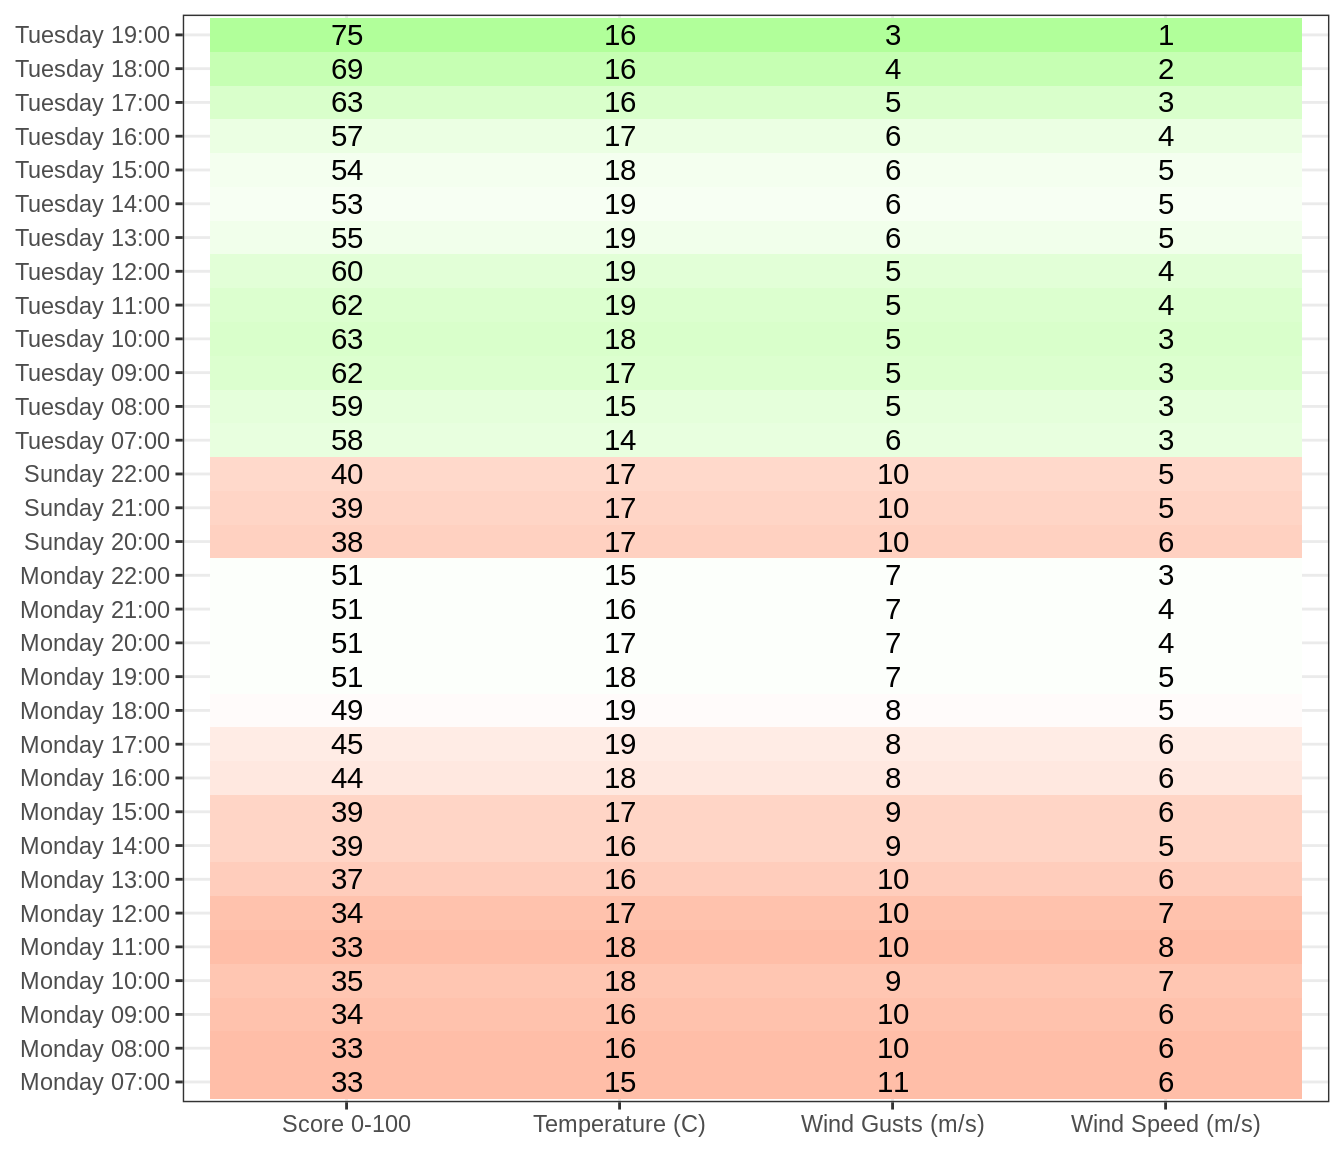 Tuesday 19:00 75 16 3 1
Tuesday 18:00 69 16 4 2
Tuesday 17:00 63 16 5 3
Tuesday 16:00 57 17 6 4
Tuesday 15:00 54 18 6 5
Tuesday 14:00 53 19 6 5
Tuesday 13:00 55 19 6 5
Tuesday 12:00 60 19 5 4
Tuesday 11:00 62 19 5 4
Tuesday 10:00 63 18 5 3
Tuesday 09:00 62 17 5 3
Tuesday 08:00 59 15 5 3
Tuesday 07:00 58 14 6 3
Sunday 22:00 40 17 10 5
Sunday 21:00 39 17 10 5
Sunday 20:00 38 17 10 6
Monday 22:00 51 15 7 3
Monday 21:00 51 16 7 4
Monday 20:00 51 17 7 4
Monday 19:00 51 18 7 5
Monday 18:00 49 19 8 5
Monday 17:00 45 19 8 6
Monday 16:00 44 18 8 6
Monday 15:00 39 17 9 6
Monday 14:00 39 16 9 5
Monday 13:00 37 16 10 6
Monday 12:00 34 17 10 7
Monday 11:00 33 18 10 8
Monday 10:00 35 18 9 7
Monday 09:00 34 16 10 6
Monday 08:00 33 16 10 6
Monday 07:00 33 15 11 6
Score 0-100 Temperature (C) Wind Gusts (m/s) Wind Speed (m/s)